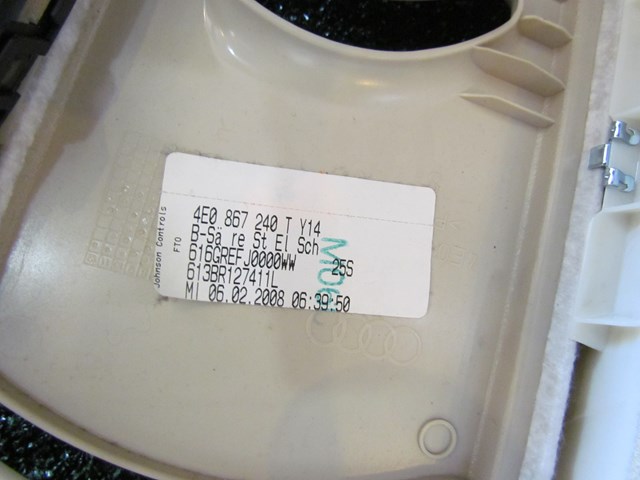 Johnson Controls
FTO
4E0 867 240 T Y14
B-Sä re St El Sch
616GREFJ0000WW 25S
613BR127411L
MI 06.02.2008 06:39:50